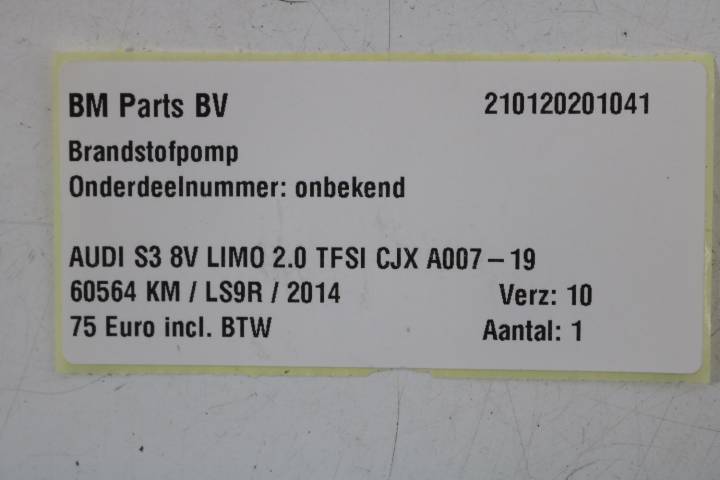 BM Parts BV 210120201041
Brandstofpomp
Onderdeelnummer: onbekend
AUDI S3 8V LIMO 2.0 TFSI CJX A007 – 19
60564 KM / LS9R / 2014 Verz: 10
75 Euro incl. BTW Aantal: 1